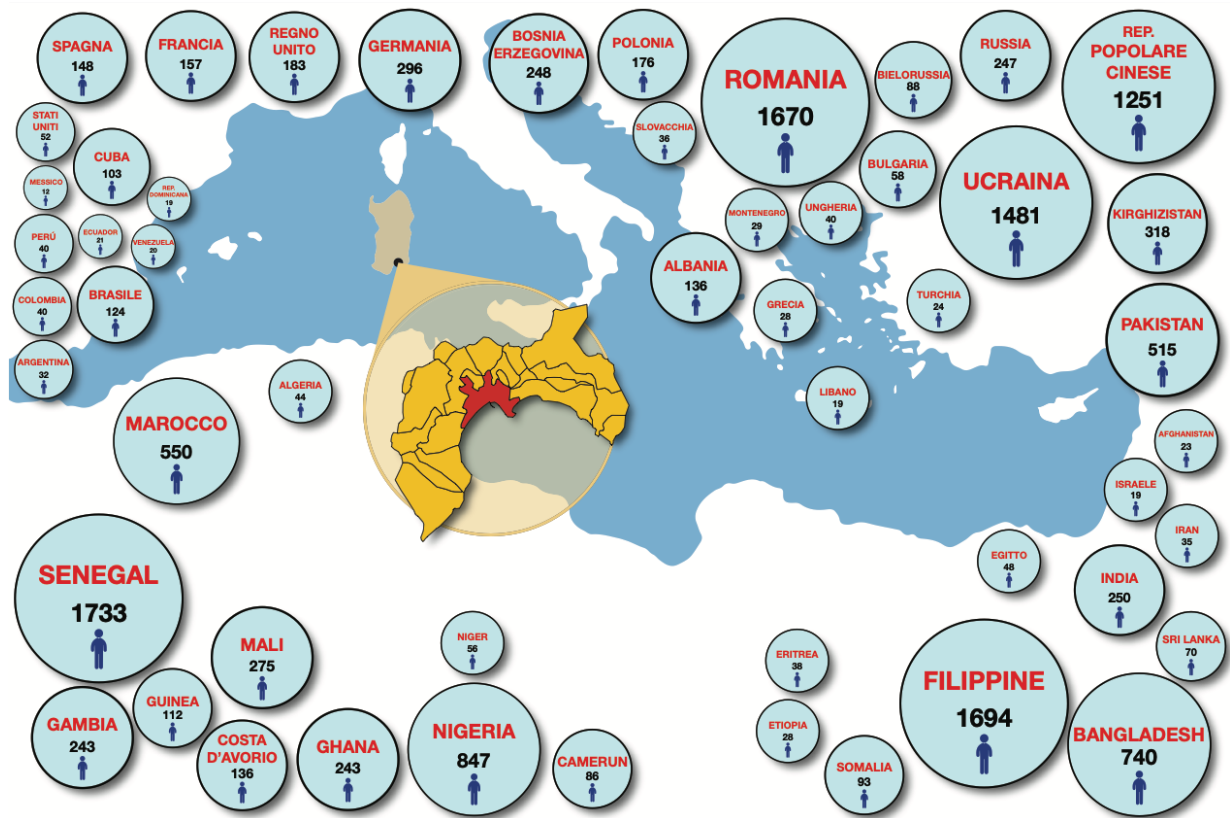 SPAGNA
148
FRANCIA
157
REGNO
UNITO
183
GERMANIA
296
BOSNIA
ERZEGOVINA
248
POLONIA
176
ROMANIA
1670
BIELORUSSIA
88
RUSSIA
247
REP.
POPOLARE
CINESE
1251
STATI
UNITI
52
CUBA
103
SLOVACCHIA
36
BULGARIA
58
UCRAINA
1481
MESSICO
12
REP.
DOMINICANA
19
MONTENEGRO
29
UNGHERIA
40
KIRGHIZISTAN
318
PERÚ
40
ECUADOR
21
VENEZUELA
20
ALBANIA
136
COLOMBIA
40
BRASILE
124
GRECIA
28
TURCHIA
24
PAKISTAN
515
ARGENTINA
32
ALGERIA
44
LIBANO
19
MAROCCO
550
AFGHANISTAN
23
ISRAELE
19
IRAN
35
EGITTO
48
INDIA
250
SENEGAL
1733
MALI
275
NIGER
56
ERITREA
38
FILIPPINE
1694
SRI LANKA
70
GAMBIA
243
GUINEA
112
COSTA
D'AVORIO
136
GHANA
243
NIGERIA
847
CAMERUN
86
ETIOPIA
28
SOMALIA
93
BANGLADESH
740